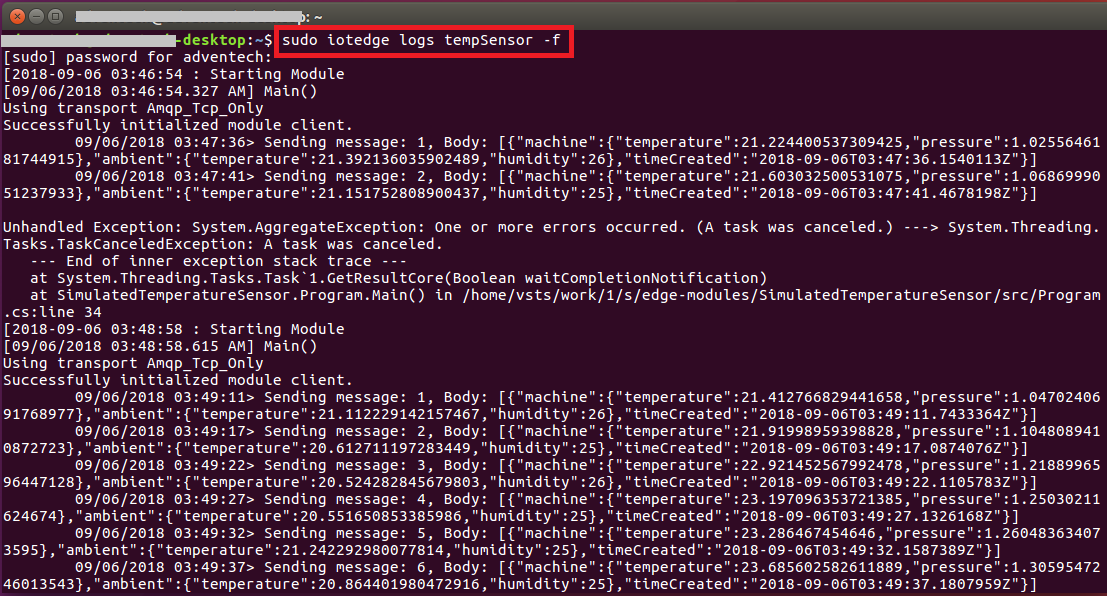 : ~
-desktop:~$ sudo iotedge logs tempSensor -f
[sudo] password for adventech:
[2018-09-06 03:46:54 : Starting Module
[09/06/2018 03:46:54.327 AM] Main()
Using transport Amqp_Tcp_Only
Successfully initialized module client.
        09/06/2018 03:47:36> Sending message: 1, Body: [{"machine":{"temperature":21.224400537309425,"pressure":1.02556461
81744915},"ambient":{"temperature":21.392136035902489,"humidity":26},"timeCreated":"2018-09-06T03:47:36.1540113Z"}]
        09/06/2018 03:47:41> Sending message: 2, Body: [{"machine":{"temperature":21.603032500531075,"pressure":1.06869990
51237933},"ambient":{"temperature":21.151752808900437,"humidity":25},"timeCreated":"2018-09-06T03:47:41.4678198Z"}]
Unhandled Exception: System.AggregateException: One or more errors occurred. (A task was canceled.) ---> System.Threading.
Tasks.TaskCanceledException: A task was canceled.
   --- End of inner exception stack trace ---
   at System.Threading.Tasks.Task`1.GetResultCore(Boolean waitCompletionNotification)
   at SimulatedTemperatureSensor.Program.Main() in /home/vsts/work/1/s/edge-modules/SimulatedTemperatureSensor/src/Program
.cs:line 34
[2018-09-06 03:48:58 : Starting Module
[09/06/2018 03:48:58.615 AM] Main()
Using transport Amqp_Tcp_Only
Successfully initialized module client.
        09/06/2018 03:49:11> Sending message: 1, Body: [{"machine":{"temperature":21.412766829441658,"pressure":1.04702406
91768977},"ambient":{"temperature":21.112229142157467,"humidity":26},"timeCreated":"2018-09-06T03:49:11.7433364Z"}]
        09/06/2018 03:49:17> Sending message: 2, Body: [{"machine":{"temperature":21.91998959398828,"pressure":1.104808941
0872723},"ambient":{"temperature":20.612711197283449,"humidity":25},"timeCreated":"2018-09-06T03:49:17.0874076Z"}]
        09/06/2018 03:49:22> Sending message: 3, Body: [{"machine":{"temperature":22.921452567992478,"pressure":1.21889965
96447128},"ambient":{"temperature":20.524282845679803,"humidity":26},"timeCreated":"2018-09-06T03:49:22.1105783Z"}]
        09/06/2018 03:49:27> Sending message: 4, Body: [{"machine":{"temperature":23.197096353721385,"pressure":1.25030211
624674},"ambient":{"temperature":20.551650853385986,"humidity":25},"timeCreated":"2018-09-06T03:49:27.1326168Z"}]
        09/06/2018 03:49:32> Sending message: 5, Body: [{"machine":{"temperature":23.286467454646,"pressure":1.26048363407
3595},"ambient":{"temperature":21.242292980077814,"humidity":25},"timeCreated":"2018-09-06T03:49:32.1587389Z"}]
        09/06/2018 03:49:37> Sending message: 6, Body: [{"machine":{"temperature":23.685602582611889,"pressure":1.30595472
46013543},"ambient":{"temperature":20.864401980472916,"humidity":25},"timeCreated":"2018-09-06T03:49:37.1807959Z"}]